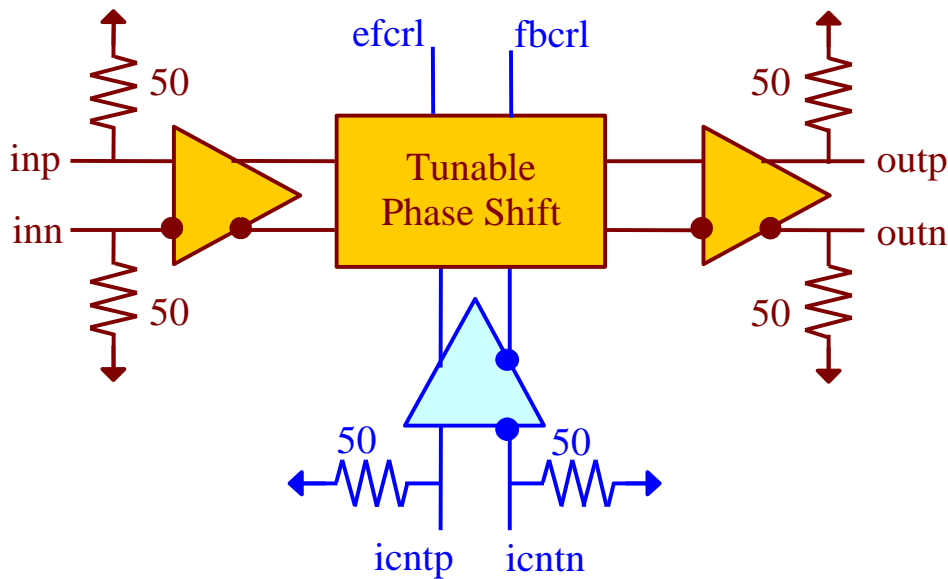 efcrl
fbcrl
50
50
inp
Tunable
Phase Shift
outp
inn
outn
50
50
50
50
icntp
icntn